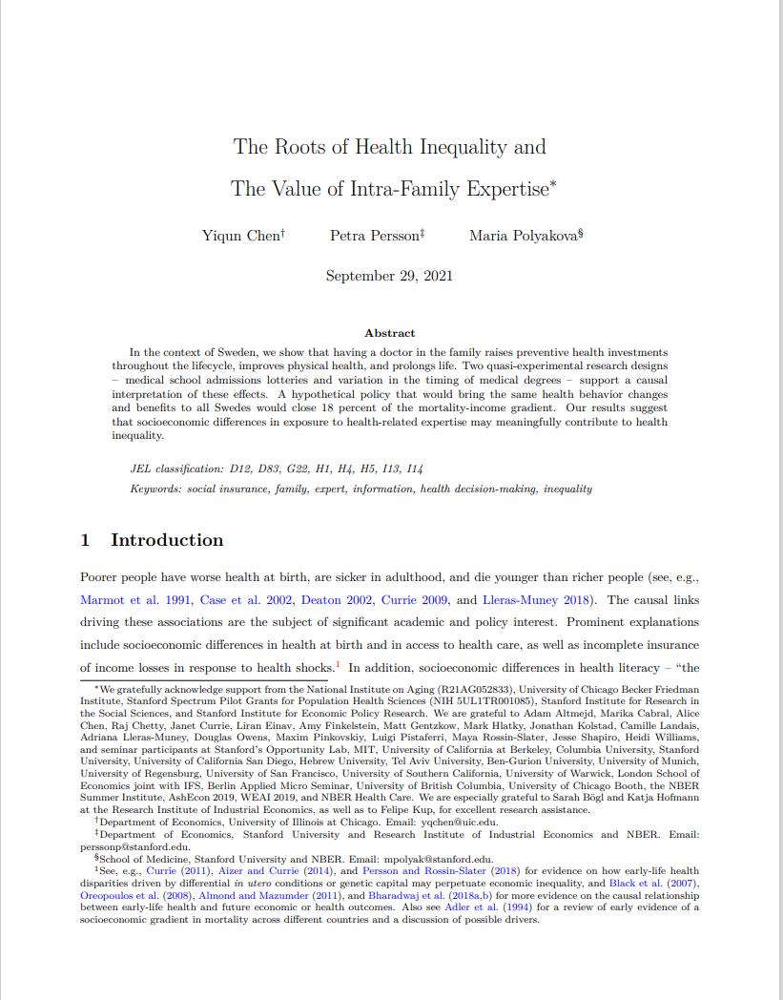 The Roots of Health Inequality and
The Value of Intra-Family Expertise*
Yiqun Chen† Petra Persson‡ Maria Polyakova§
September 29, 2021
Abstract
In the context of Sweden, we show that having a doctor in the family raises preventive health investments
throughout the lifecycle, improves physical health, and prolongs life. Two quasi-experimental research designs
– medical school admissions lotteries and variation in the timing of medical degrees – support a causal
interpretation of these effects. A hypothetical policy that would bring the same health behavior changes
and benefits to all Swedes would close 18 percent of the mortality-income gradient. Our results suggest
that socioeconomic differences in exposure to health-related expertise may meaningfully contribute to health
inequality.
JEL classification: D12, D83, G22, H1, H4, H5, I13, I14
Keywords: social insurance, family, expert, information, health decision-making, inequality
1 Introduction
Poorer people have worse health at birth, are sicker in adulthood, and die younger than richer people (see, e.g.,
Marmot et al. 1991, Case et al. 2002, Deaton 2002, Currie 2009, and Lleras-Muney 2018). The causal links
driving these associations are the subject of significant academic and policy interest. Prominent explanations
include socioeconomic differences in health at birth and in access to health care, as well as incomplete insurance
of income losses in response to health shocks.1 In addition, socioeconomic differences in health literacy – “the
*We gratefully acknowledge support from the National Institute on Aging (R21AG052833), University of Chicago Becker Friedman
Institute, Stanford Spectrum Pilot Grants for Population Health Sciences (NIH 5UL1TR001085), Stanford Institute for Research in
the Social Sciences, and Stanford Institute for Economic Policy Research. We are grateful to Adam Altmejd, Marika Cabral, Alice
Chen, Raj Chetty, Janet Currie, Liran Einav, Amy Finkelstein, Matt Gentzkow, Mark Hlatky, Jonathan Kolstad, Camille Landais,
Adriana Lleras-Muney, Douglas Owens, Maxim Pinkovskiy, Luigi Pistaferri, Maya Rossin-Slater, Jesse Shapiro, Heidi Williams,
and seminar participants at Stanford’s Opportunity Lab, MIT, University of California at Berkeley, Columbia University, Stanford
University, University of California San Diego, Hebrew University, Tel Aviv University, Ben-Gurion University, University of Munich,
University of Regensburg, University of San Francisco, University of Southern California, University of Warwick, London School of
Economics joint with IFS, Berlin Applied Micro Seminar, University of British Columbia, University of Chicago Booth, the NBER
Summer Institute, AshEcon 2019, WEAI 2019, and NBER Health Care. We are especially grateful to Sarah Bögl and Katja Hofmann
at the Research Institute of Industrial Economics, as well as to Felipe Kup, for excellent research assistance.
†Department of Economics, University of Illinois at Chicago. Email: yqchen@uic.edu.
‡Department of Economics, Stanford University and Research Institute of Industrial Economics and NBER. Email:
perssonp@stanford.edu.
§School of Medicine, Stanford University and NBER. Email: mpolyak@stanford.edu.
1See, e.g., Currie (2011), Aizer and Currie (2014), and Persson and Rossin-Slater (2018) for evidence on how early-life health
disparities driven by differential in utero conditions or genetic capital may perpetuate economic inequality, and Black et al. (2007),
Oreopoulos et al. (2008), Almond and Mazumder (2011), and Bharadwaj et al. (2018a,b) for more evidence on the causal relationship
between early-life health and future economic or health outcomes. Also see Adler et al. (1994) for a review of early evidence of a
socioeconomic gradient in mortality across different countries and a discussion of possible drivers.